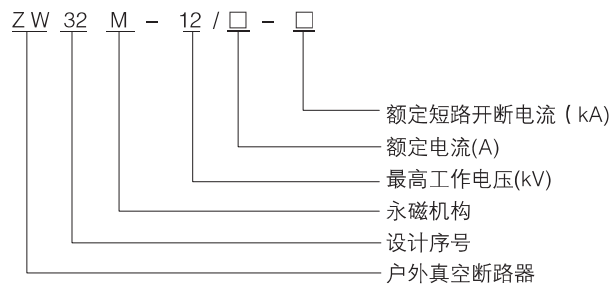 ZW 32 M - 12 / □ - □
额定短路开断电流（kA)
额定电流(A)
最高工作电压(kV)
永磁机构
设计序号
户外真空断路器